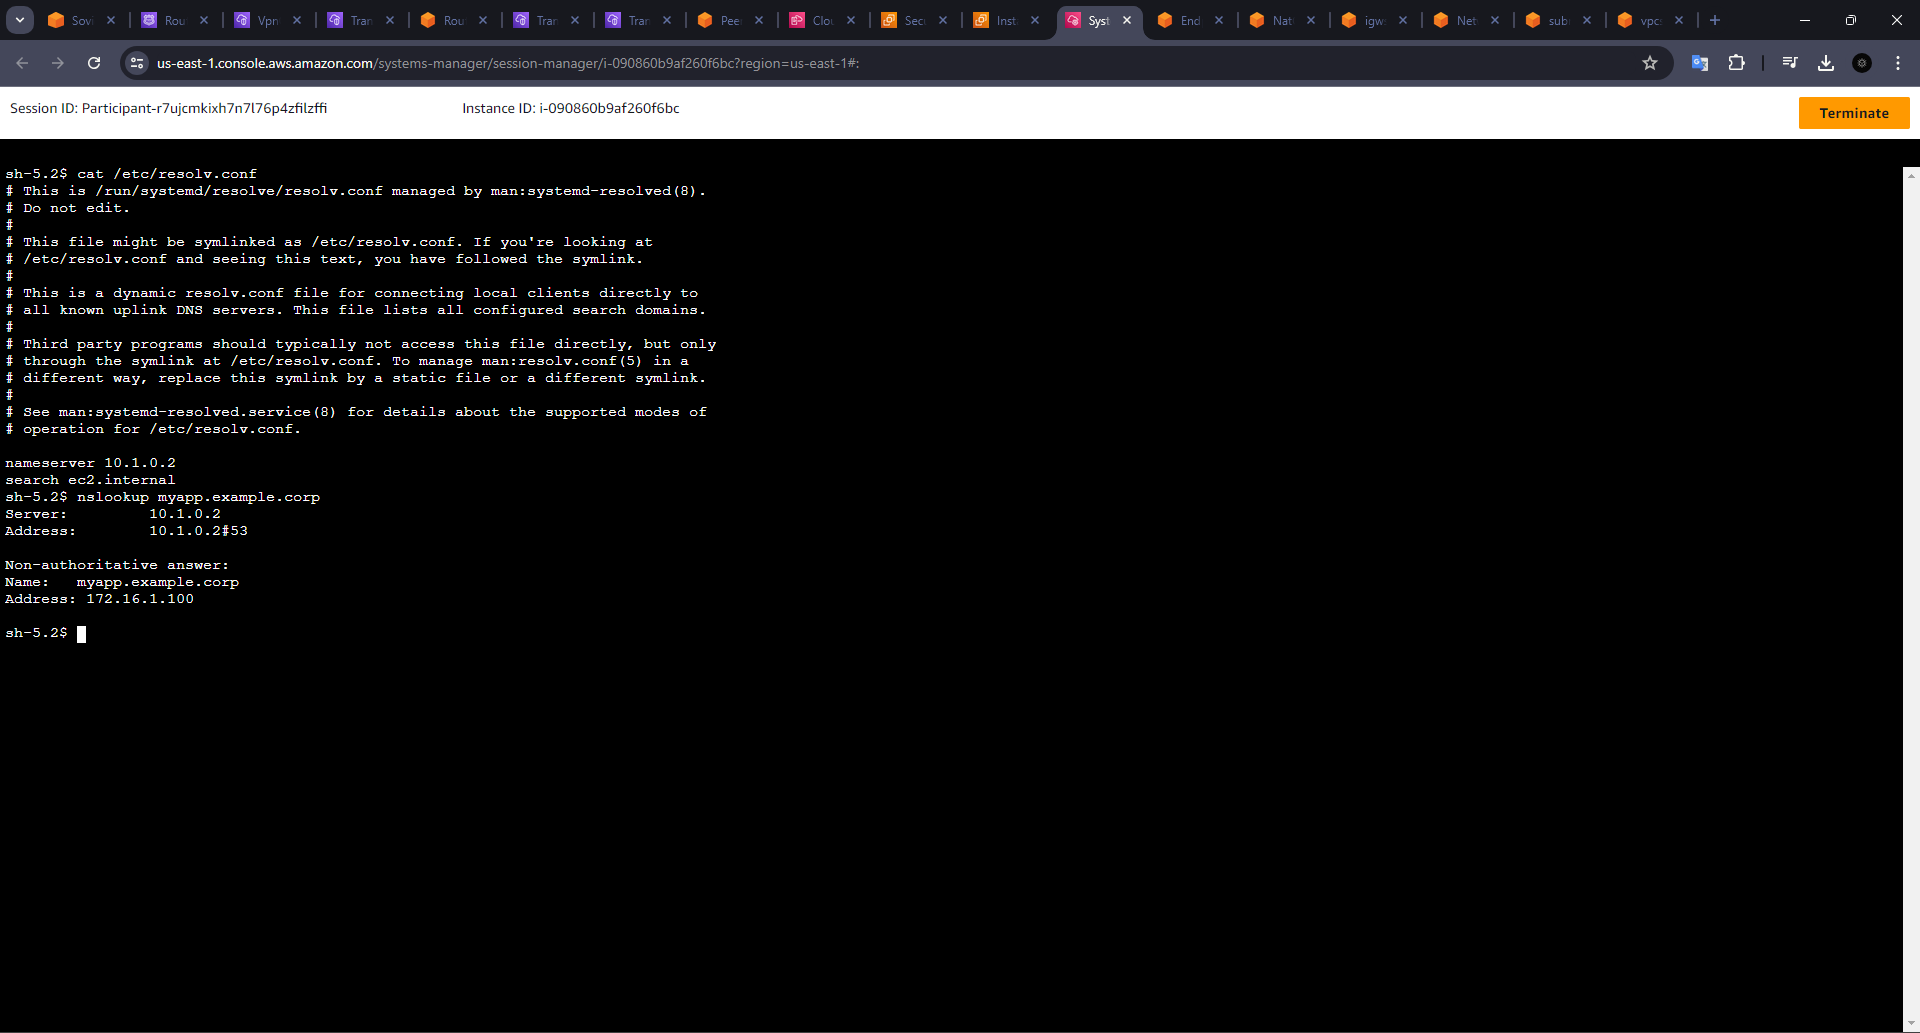 Sovi
Rou
Vpn
Tran
Rou
Tran
Tran
Peer
Clou
Secu
Inst
Syst
End
Nat
igw
Net
sub
vpc
us-east-1.console.aws.amazon.com/systems-manager/session-manager/i-090860b9af260f6bc?region=us-east-1#:
Session ID: Participant-r7ujcmkixh7n7l76p4zfilzffi
Instance ID: i-090860b9af260f6bc
Terminate
sh-5.2$ cat /etc/resolv.conf
# This is /run/systemd/resolve/resolv.conf managed by man:systemd-resolved(8).
# Do not edit.
#
# This file might be symlinked as /etc/resolv.conf. If you're looking at
# /etc/resolv.conf and seeing this text, you have followed the symlink.
#
# This is a dynamic resolv.conf file for connecting local clients directly to
# all known uplink DNS servers. This file lists all configured search domains.
#
# Third party programs should typically not access this file directly, but only
# through the symlink at /etc/resolv.conf. To manage man:resolv.conf(5) in a
# different way, replace this symlink by a static file or a different symlink.
#
# See man:systemd-resolved.service(8) for details about the supported modes of
# operation for /etc/resolv.conf.
nameserver 10.1.0.2
search ec2.internal
sh-5.2$ nslookup myapp.example.corp
Server: 10.1.0.2
Address: 10.1.0.2#53
Non-authoritative answer:
Name: myapp.example.corp
Address: 172.16.1.100
sh-5.2$